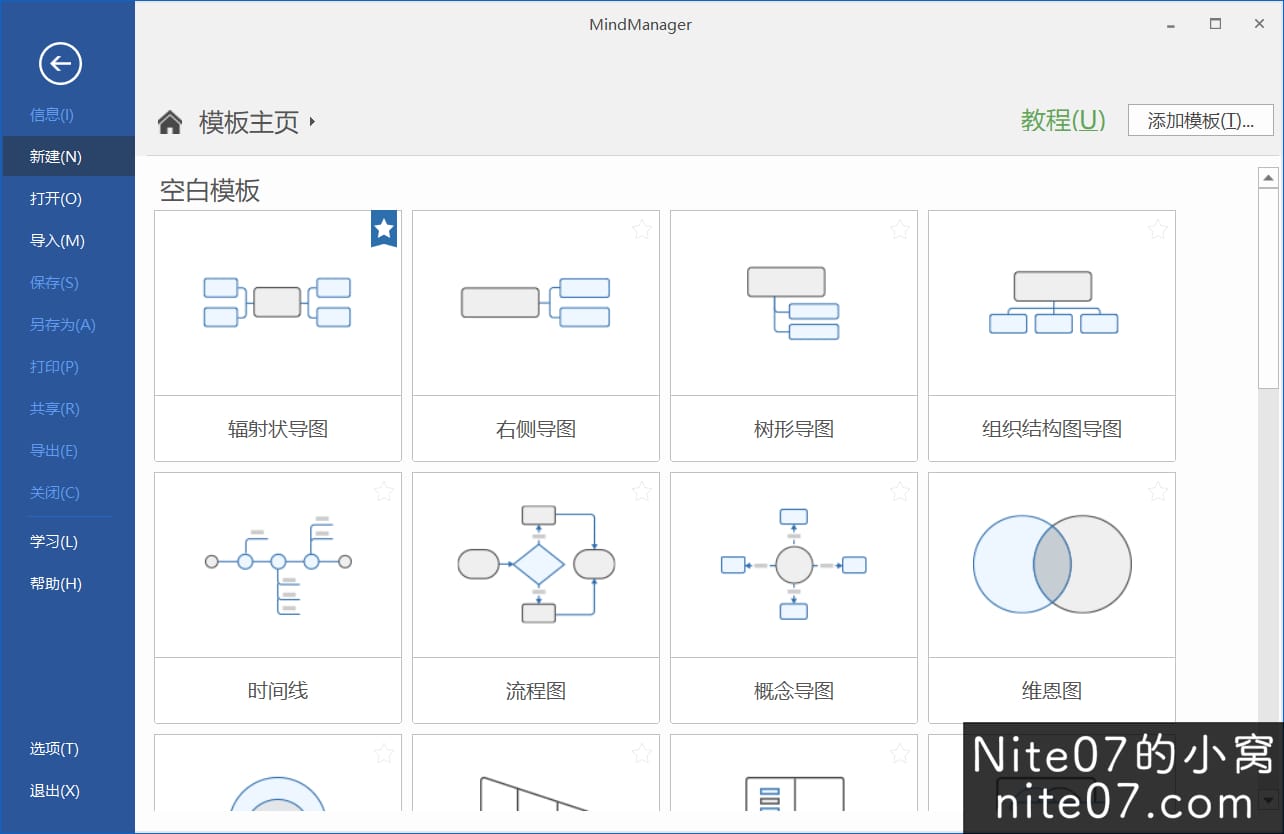 MindManager
信息(I)
新建(N)
打开(O)
导入(M)
保存(S)
另存为(A)
打印(P)
共享(R)
导出(E)
关闭(C)
学习(L)
帮助(H)
选项(T)
退出(X)
模板主页
教程(U)
添加模板(T)...
空白模板
辐射状导图
右侧导图
树形导图
组织结构图导图
时间线
流程图
概念导图
维恩图
Nite07的小窝
nite07.com